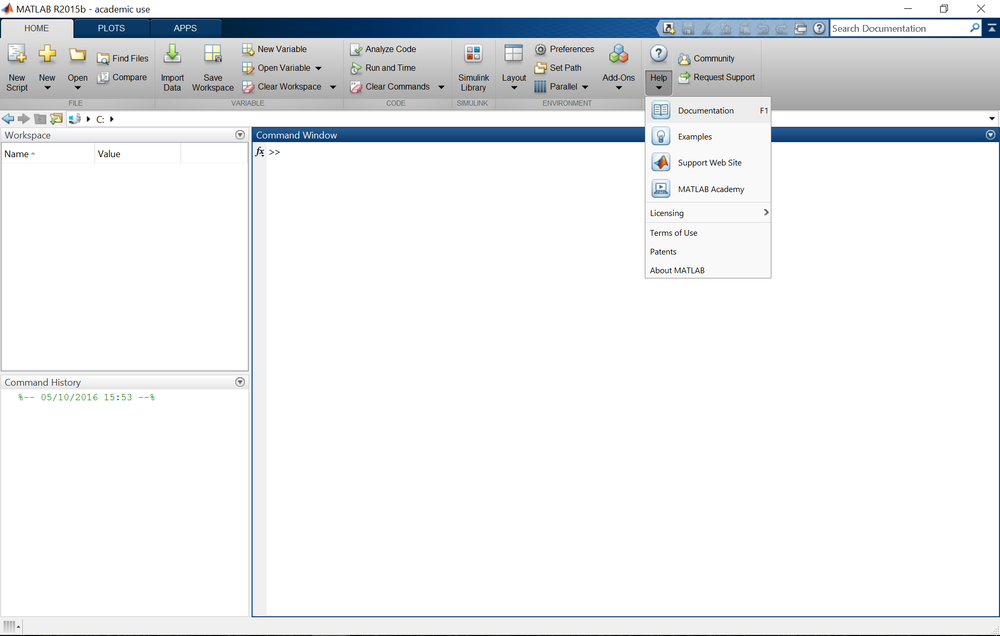 MATLAB R2015b - academic use
HOME
PLOTS
APPS
Search Documentation
New Script
New
Open
Find Files
Compare
FILE
Import Data
Save Workspace
New Variable
Open Variable
Clear Workspace
VARIABLE
Analyze Code
Run and Time
Clear Commands
CODE
Simulink Library
SIMULINK
Layout
Preferences
Set Path
Parallel
Add-Ons
ENVIRONMENT
Help
Community
Request Support
Documentation F1
Examples
Support Web Site
MATLAB Academy
Licensing
Terms of Use
Patents
About MATLAB
C:
Workspace
Name Value
Command Window
fx >>
Command History
%-- 05/10/2016 15:53 --%